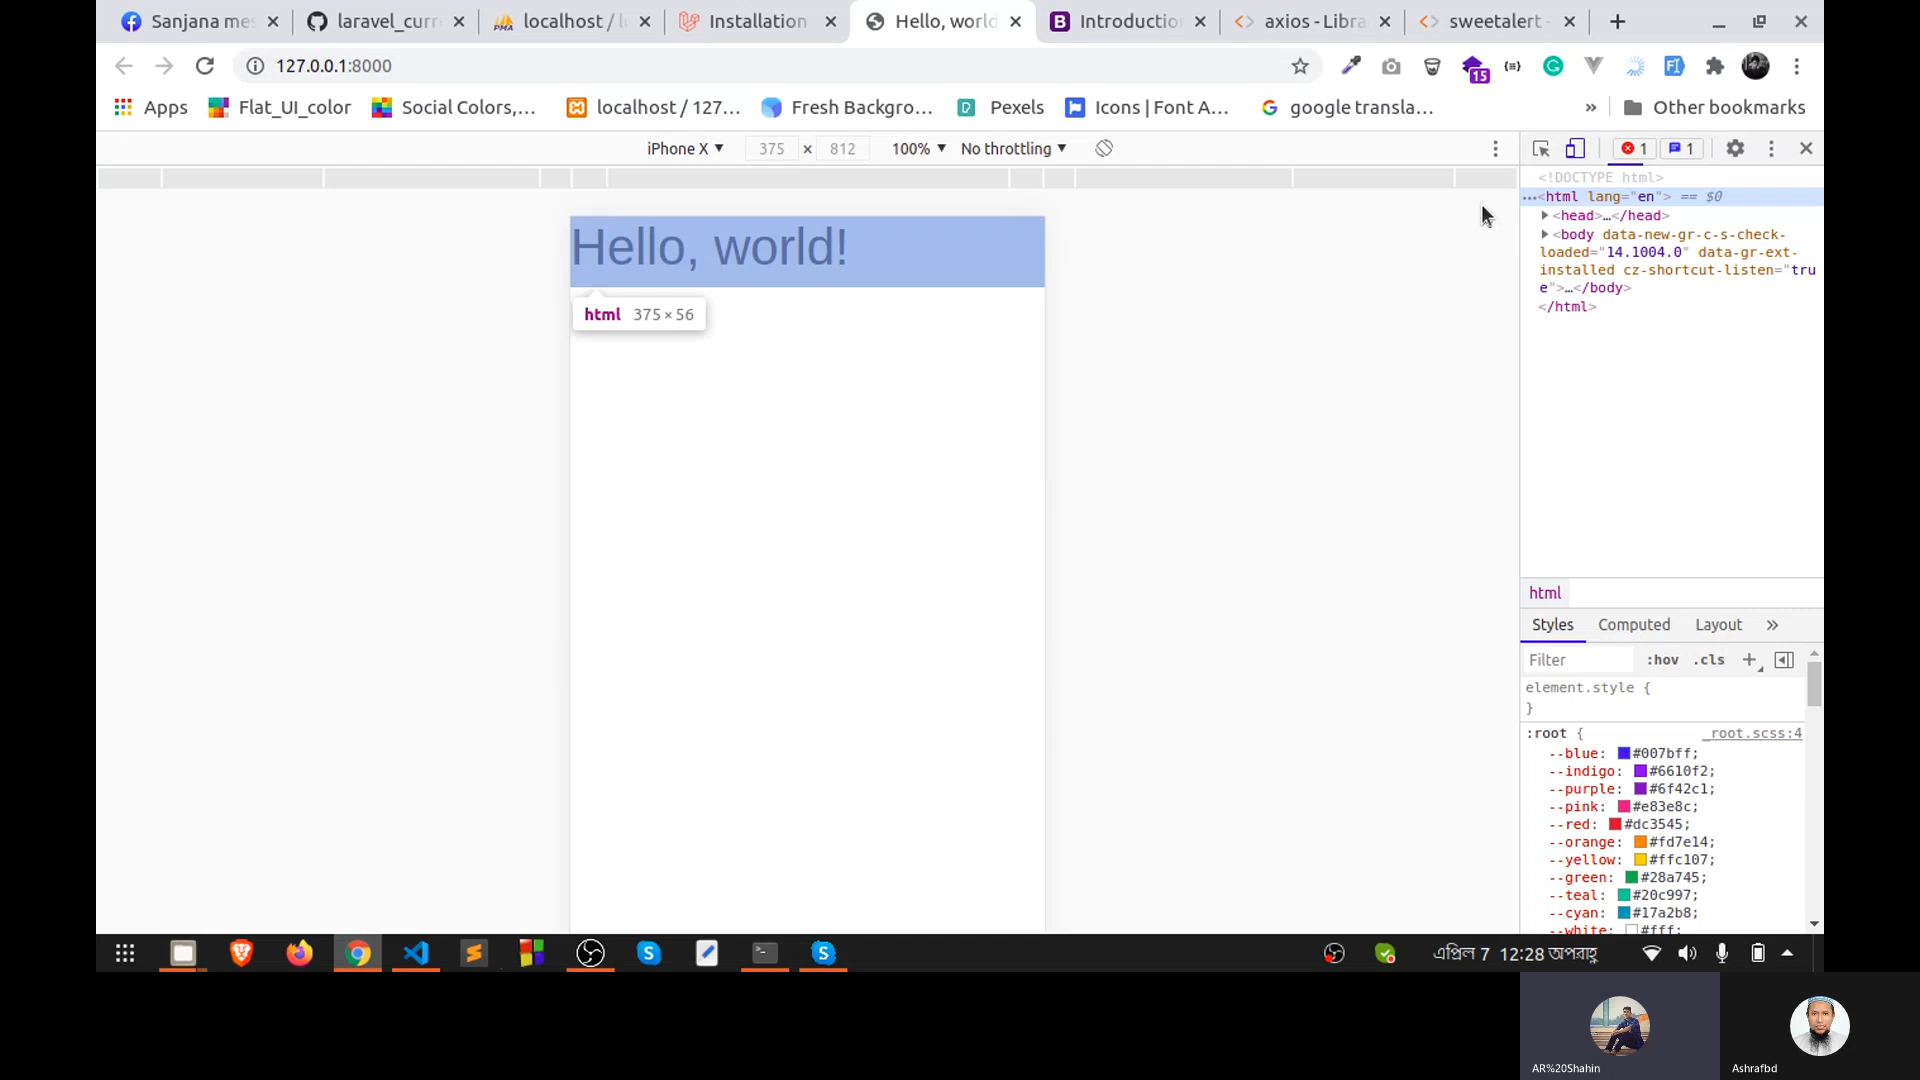 Sanjana mes
laravel_curr
localhost / l
Installation
Hello, world
Introductio
axios - Libra
sweetalert -
127.0.0.1:8000
15
Apps
Flat_UI_color
Social Colors,...
localhost / 127...
Fresh Backgro...
Pexels
Icons | Font A...
google transla...
»
Other bookmarks
iPhone X ▼ 375 × 812 100% ▼ No throttling ▼
1 1
<!DOCTYPE html>
…<html lang="en"> == $0
<head>…</head>
<body data-new-gr-c-s-check-
loaded="14.1004.0" data-gr-ext-
installed cz-shortcut-listen="tru
e">…</body>
</html>
Hello, world!
html 375 × 56
html
Styles Computed Layout »
Filter :hov .cls +
element.style {
}
:root { _root.scss:4
--blue: #007bff;
--indigo: #6610f2;
--purple: #6f42c1;
--pink: #e83e8c;
--red: #dc3545;
--orange: #fd7e14;
--yellow: #ffc107;
--green: #28a745;
--teal: #20c997;
--cyan: #17a2b8;
--white: #fff;
এপ্রিল 7 12:28 অপরাহ্ণ
AR%20Shahin
Ashrafbd